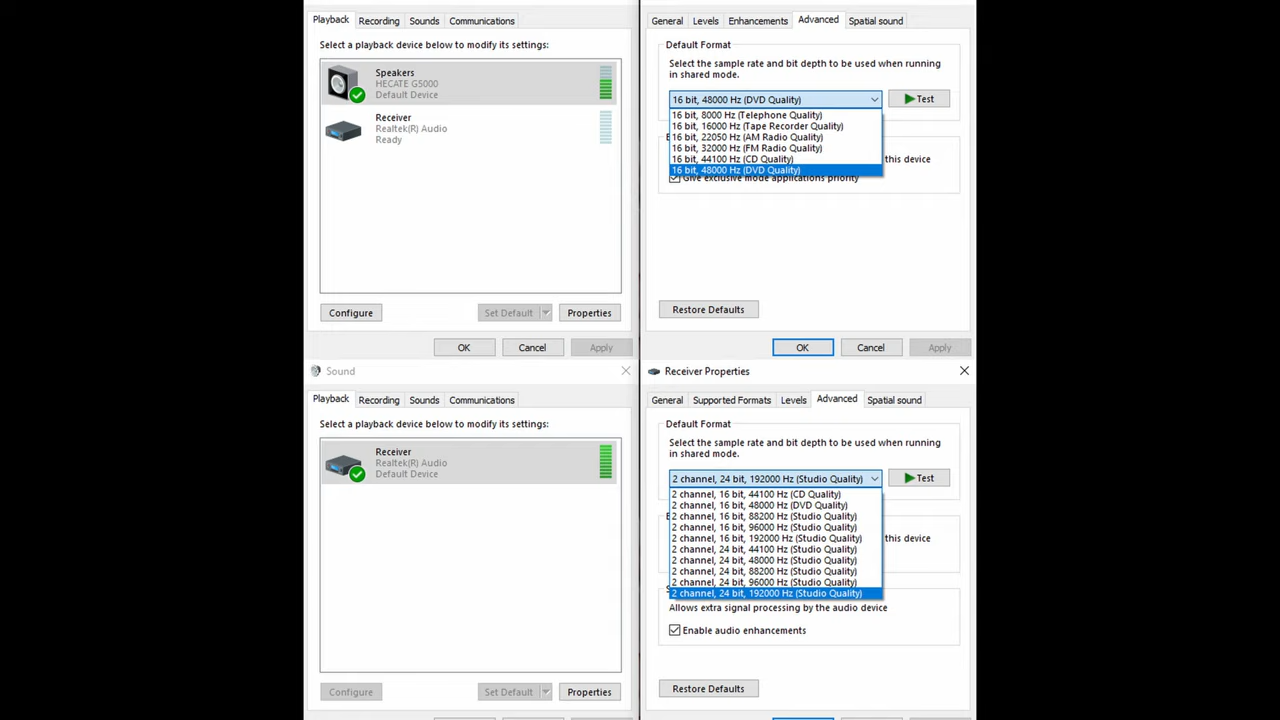 Playback Recording Sounds Communications
Select a playback device below to modify its settings:
Speakers
HECATE G5000
Default Device
Receiver
Realtek(R) Audio
Ready
Configure Set Default Properties
OK Cancel Apply
General Levels Enhancements Advanced Spatial sound
Default Format
Select the sample rate and bit depth to be used when running
in shared mode.
16 bit, 48000 Hz (DVD Quality) Test
16 bit, 8000 Hz (Telephone Quality)
16 bit, 16000 Hz (Tape Recorder Quality)
16 bit, 22050 Hz (AM Radio Quality)
16 bit, 32000 Hz (FM Radio Quality)
16 bit, 44100 Hz (CD Quality) this device
16 bit, 48000 Hz (DVD Quality)
Give exclusive mode applications priority
Restore Defaults
OK Cancel Apply
Sound
Playback Recording Sounds Communications
Select a playback device below to modify its settings:
Receiver
Realtek(R) Audio
Default Device
Configure Set Default Properties
Receiver Properties
General Supported Formats Levels Advanced Spatial sound
Default Format
Select the sample rate and bit depth to be used when running
in shared mode.
2 channel, 24 bit, 192000 Hz (Studio Quality) Test
2 channel, 16 bit, 44100 Hz (CD Quality)
2 channel, 16 bit, 48000 Hz (DVD Quality)
2 channel, 16 bit, 88200 Hz (Studio Quality)
2 channel, 16 bit, 96000 Hz (Studio Quality)
2 channel, 16 bit, 192000 Hz (Studio Quality) this device
2 channel, 24 bit, 44100 Hz (Studio Quality)
2 channel, 24 bit, 48000 Hz (Studio Quality)
2 channel, 24 bit, 88200 Hz (Studio Quality)
2 channel, 24 bit, 96000 Hz (Studio Quality)
2 channel, 24 bit, 192000 Hz (Studio Quality)
Allows extra signal processing by the audio device
Enable audio enhancements
Restore Defaults